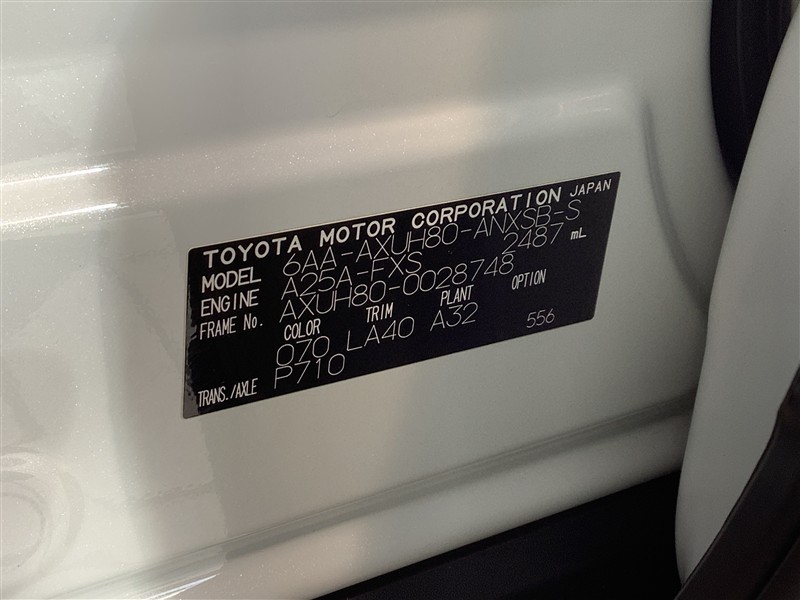 TOYOTA MOTOR CORPORATION JAPAN
MODEL 6AA-AXUH80-ANXSB-S
ENGINE A25A-FXS 2487 mL
FRAME No. AXUH80-0028748
COLOR TRIM PLANT OPTION
070 LA40 A32 556
TRANS./AXLE P710